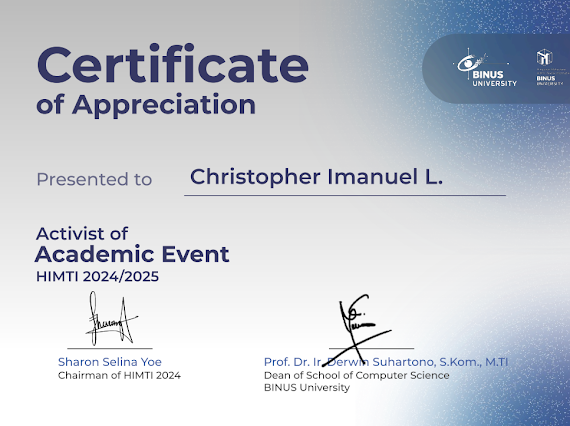 Certificate
of Appreciation
BINUS
UNIVERSITY
BINUS
UNIVERSITY
Presented to Christopher Imanuel L.
Activist of
Academic Event
HIMTI 2024/2025
Sharon Selina Yoe
Chairman of HIMTI 2024
Prof. Dr. Ir. Derwin Suhartono, S.Kom., M.TI
Dean of School of Computer Science
BINUS University